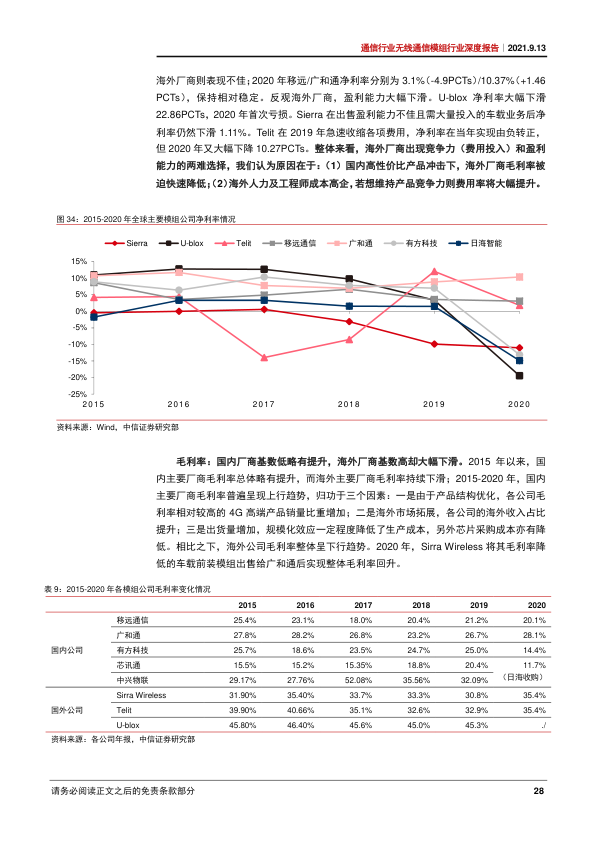 通信行业无线通信模组行业深度报告｜2021.9.13
海外厂商则表现不佳；2020 年移远/广和通净利率分别为 3.1%（-4.9PCTs）/10.37%（+1.46
PCTs），保持相对稳定。反观海外厂商，盈利能力大幅下滑。U-blox 净利率大幅下滑
22.86PCTs，2020 年首次亏损。Sierra 在出售盈利能力不佳且需大量投入的车载业务后净
利率仍然下滑 1.11%。Telit 在 2019 年急速收缩各项费用，净利率在当年实现由负转正，
但 2020 年又大幅下降 10.27PCTs。整体来看，海外厂商出现竞争力（费用投入）和盈利
能力的两难选择，我们认为原因在于：（1）国内高性价比产品冲击下，海外厂商毛利率被
迫快速降低；（2）海外人力及工程师成本高企，若想维持产品竞争力则费用率将大幅提升。
图 34：2015-2020 年全球主要模组公司净利率情况
Sierra U-blox Telit 移远通信 广和通 有方科技 日海智能
15%
10%
5%
0%
-5%
-10%
-15%
-20%
-25%
2015 2016 2017 2018 2019 2020
资料来源：Wind，中信证券研究部
毛利率：国内厂商基数低略有提升，海外厂商基数高却大幅下滑。2015 年以来，国
内主要厂商毛利率总体略有提升，而海外主要厂商毛利率持续下滑；2015-2020 年，国内
主要厂商毛利率普遍呈现上行趋势，归功于三个因素：一是由于产品结构优化，各公司毛
利率相对较高的 4G 高端产品销量比重增加；二是海外市场拓展，各公司的海外收入占比
提升；三是出货量增加，规模化效应一定程度降低了生产成本，另外芯片采购成本亦有降
低。相比之下，海外公司毛利率整体呈下行趋势。2020 年，Sirra Wireless 将其毛利率降
低的车载前装模组出售给广和通后实现整体毛利率回升。
表 9：2015-2020 年各模组公司毛利率变化情况
2015 2016 2017 2018 2019 2020
移远通信 25.4% 23.1% 18.0% 20.4% 21.2% 20.1%
广和通 27.8% 28.2% 26.8% 23.2% 26.7% 28.1%
国内公司 有方科技 25.7% 18.6% 23.5% 24.7% 25.0% 14.4%
芯讯通 15.5% 15.2% 15.35% 18.8% 20.4% 11.7%
中兴物联 29.17% 27.76% 52.08% 35.56% 32.09% （日海收购）
Sirra Wireless 31.90% 35.40% 33.7% 33.3% 30.8% 35.4%
国外公司 Telit 39.90% 40.66% 35.1% 32.6% 32.9% 35.4%
U-blox 45.80% 46.40% 45.6% 45.0% 45.3% ./
资料来源：各公司年报，中信证券研究部
请务必阅读正文之后的免责条款部分 28